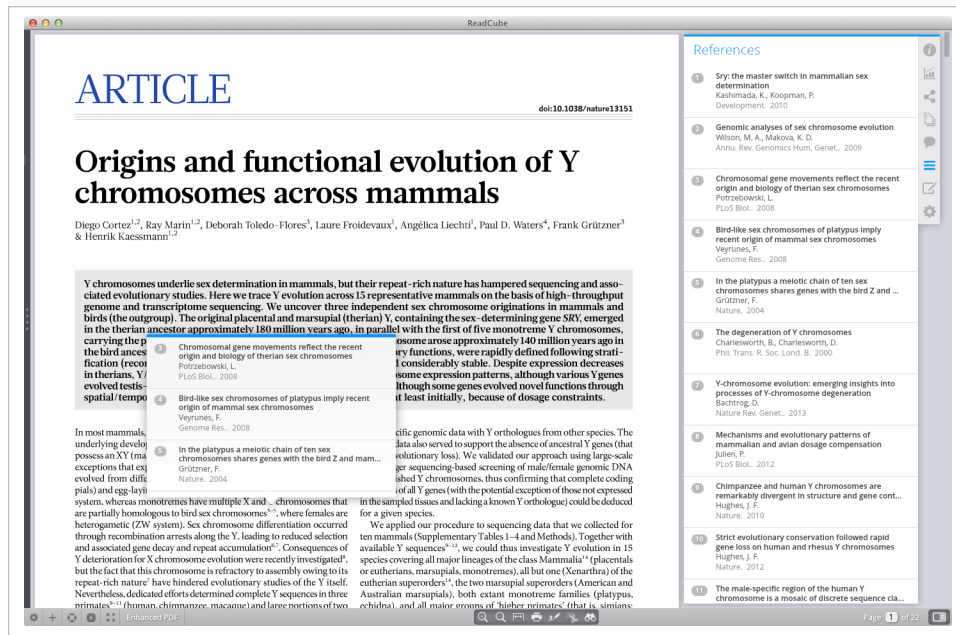 ReadCube
ARTICLE
doi:10.1038/nature13151
Origins and functional evolution of Y
chromosomes across mammals
Diego Cortez1,2, Ray Marin1,2, Deborah Toledo-Flores3, Laure Froidevaux1, Angélica Liechti1, Paul D. Waters4, Frank Grützner3
& Henrik Kaessmann1,2
Y chromosomes underlie sex determination in mammals, but their repeat-rich nature has hampered sequencing and asso-
ciated evolutionary studies. Here we trace Y evolution across 15 representative mammals on the basis of high-throughput
genome and transcriptome sequencing. We uncover three independent sex chromosome originations in mammals and
birds (the outgroup). The original placental and marsupial (therian) Y, containing the sex-determining gene SRY, emerged
in the therian ancestor approximately 180 million years ago, in parallel with the first of five monotreme Y chromosomes,
carrying the p
osome arose approximately 140 million years ago in
the bird ances
ry functions, were rapidly defined following strati-
fication (recon
d considerably stable. Despite expression decreases
in therians, Y/
osome expression patterns, although various Y genes
evolved testis-
lthough some genes evolved novel functions through
spatial/tempo
t least initially, because of dosage constraints.
3
Chromosomal gene movements reflect the recent
origin and biology of therian sex chromosomes
Potrzebowski, L.
PLoS Biol.. 2008
4
Bird-like sex chromosomes of platypus imply recent
origin of mammal sex chromosomes
Veyrunes, F.
Genome Res.. 2008
5
In the platypus a meiotic chain of ten sex
chromosomes shares genes with the bird Z and mam...
Grützner, F.
Nature. 2004
In most mammals,
underlying develop
possess an XY (ma
exceptions that exp
evolved from differ
pials) and egg-layi
system, whereas monotremes have multiple X and chromosomes that
are partially homologous to bird sex chromosomes3-5, where females are
heterogametic (ZW system). Sex chromosome differentiation occurred
through recombination arrests along the Y, leading to reduced selection
and associated gene decay and repeat accumulation6,7. Consequences of
Y deterioration for X chromosome evolution were recently investigated8,
but the fact that this chromosome is refractory to assembly owing to its
repeat-rich nature7 have hindered evolutionary studies of the Y itself.
Nevertheless, dedicated efforts determined complete Y sequences in three
primates9-11 (human, chimpanzee, macaque) and large portions of two
cific genomic data with Y orthologues from other species. The
data also served to support the absence of ancestral Y genes (that
volutionary loss). We validated our approach using large-scale
ger sequencing-based screening of male/female genomic DNA
ished Y chromosomes, thus confirming that complete coding
s of all Y genes (with the potential exception of those not expressed
in the sampled tissues and lacking a known Y orthologue) could be deduced
for a given species.
We applied our procedure to sequencing data that we collected for
ten mammals (Supplementary Tables 1–4 and Methods). Together with
available Y sequences9-12, we could thus investigate Y evolution in 15
species covering all major lineages of the class Mammalia14 (placentals
or eutherians, marsupials, monotremes), all but one (Xenarthra) of the
eutherian superorders14, the two marsupial superorders (American and
Australian marsupials), both extant monotreme families (platypus,
echidna), and all major groups of 'higher primates' (that is, simians:
References
1
Sry: the master switch in mammalian sex
determination
Kashimada, K., Koopman, P.
Development. 2010
2
Genomic analyses of sex chromosome evolution
Wilson, M. A., Makova, K. D.
Annu. Rev. Genomics Hum. Genet.. 2009
3
Chromosomal gene movements reflect the recent
origin and biology of therian sex chromosomes
Potrzebowski, L.
PLoS Biol.. 2008
4
Bird-like sex chromosomes of platypus imply
recent origin of mammal sex chromosomes
Veyrunes, F.
Genome Res.. 2008
5
In the platypus a meiotic chain of ten sex
chromosomes shares genes with the bird Z and ...
Grützner, F.
Nature. 2004
6
The degeneration of Y chromosomes
Charlesworth, B., Charlesworth, D.
Phil. Trans. R. Soc. Lond. B. 2000
7
Y-chromosome evolution: emerging insights into
processes of Y-chromosome degeneration
Bachtrog, D.
Nature Rev. Genet.. 2013
8
Mechanisms and evolutionary patterns of
mammalian and avian dosage compensation
Julien, P.
PLoS Biol.. 2012
9
Chimpanzee and human Y chromosomes are
remarkably divergent in structure and gene cont...
Hughes, J. F.
Nature. 2010
10
Strict evolutionary conservation followed rapid
gene loss on human and rhesus Y chromosomes
Hughes, J. F.
Nature. 2012
11
The male-specific region of the human Y
chromosome is a mosaic of discrete sequence cla...
Enhanced PDF
Page 1 of 22